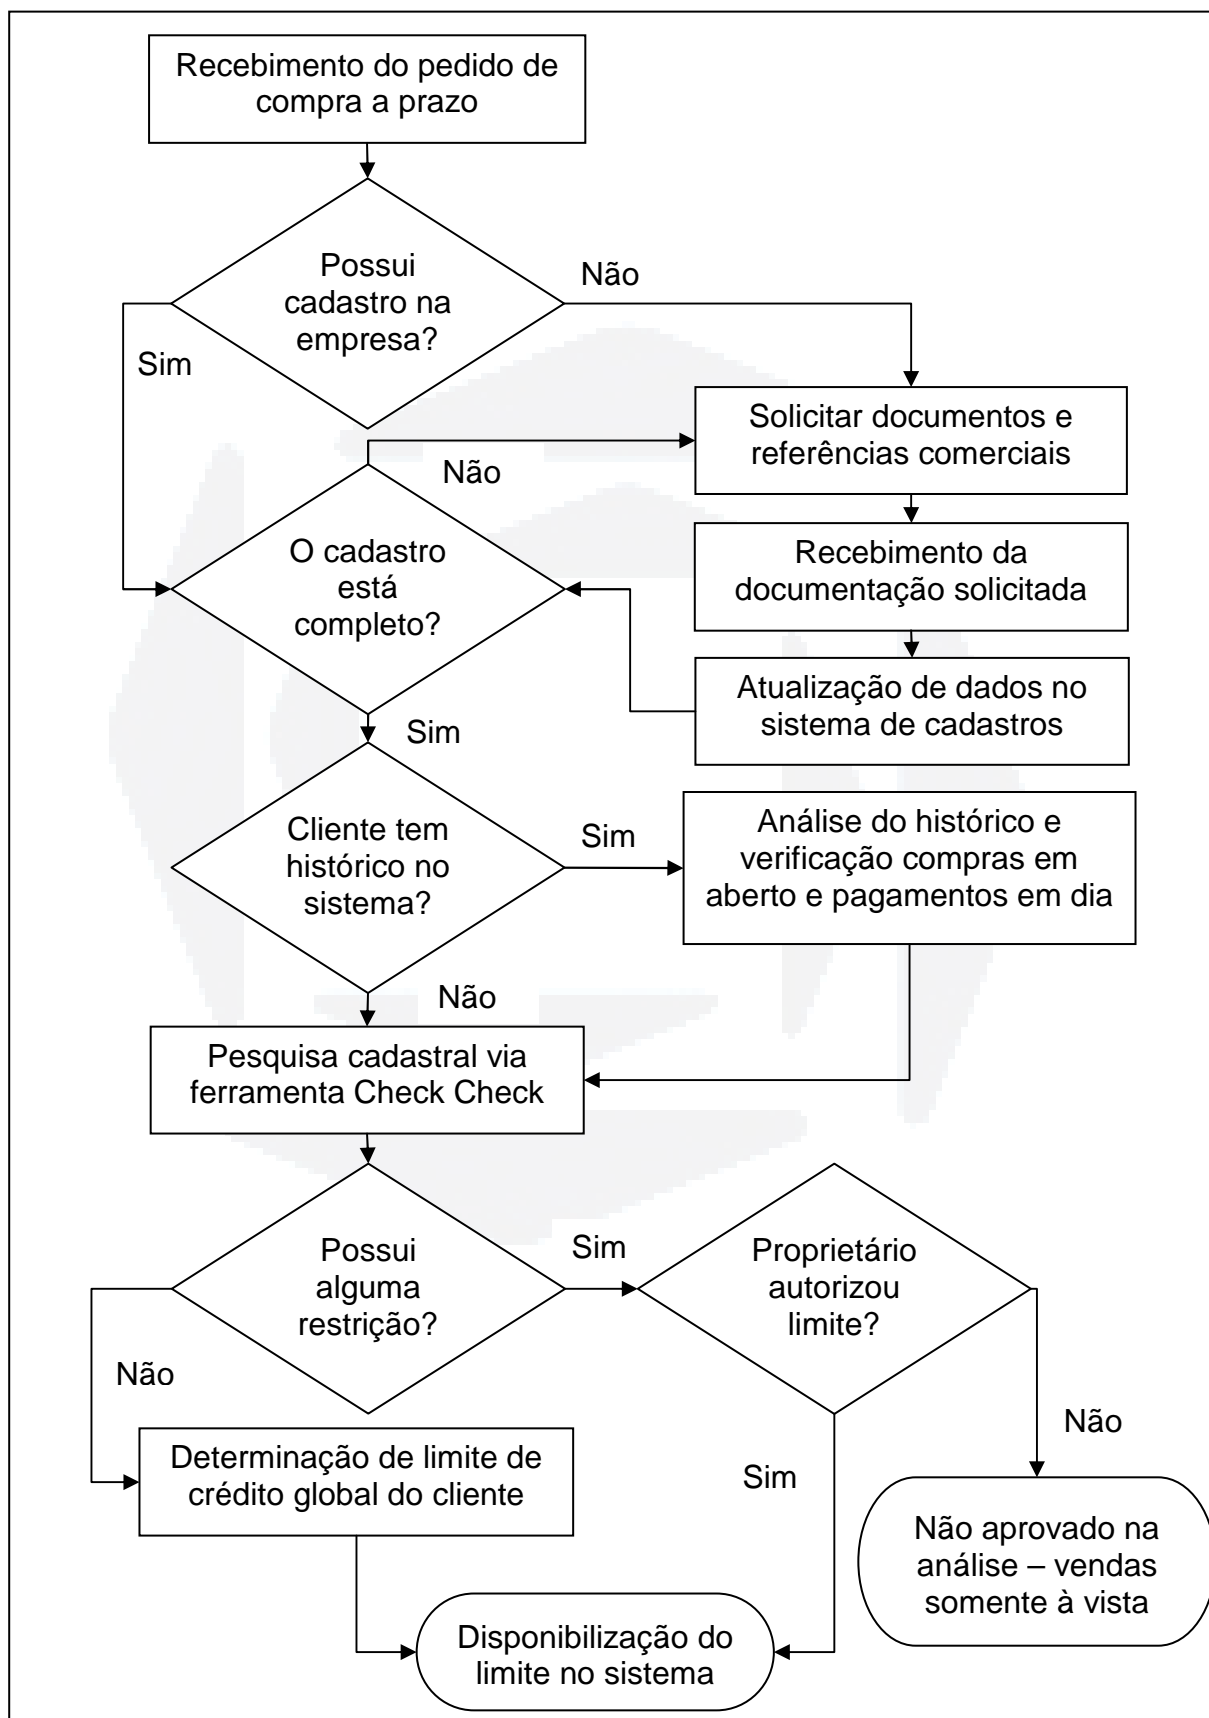 Recebimento do pedido de
compra a prazo
Possui
cadastro na
empresa?
Não
Sim
Solicitar documentos e
referências comerciais
Não
Recebimento da
documentação solicitada
O cadastro
está
completo?
Atualização de dados no
sistema de cadastros
Sim
Cliente tem
histórico no
sistema?
Sim
Análise do histórico e
verificação compras em
aberto e pagamentos em dia
Não
Pesquisa cadastral via
ferramenta Check Check
Possui
alguma
restrição?
Sim
Proprietário
autorizou
limite?
Não
Não
Sim
Determinação de limite de
crédito global do cliente
Não aprovado na
análise – vendas
somente à vista
Disponibilização do
limite no sistema